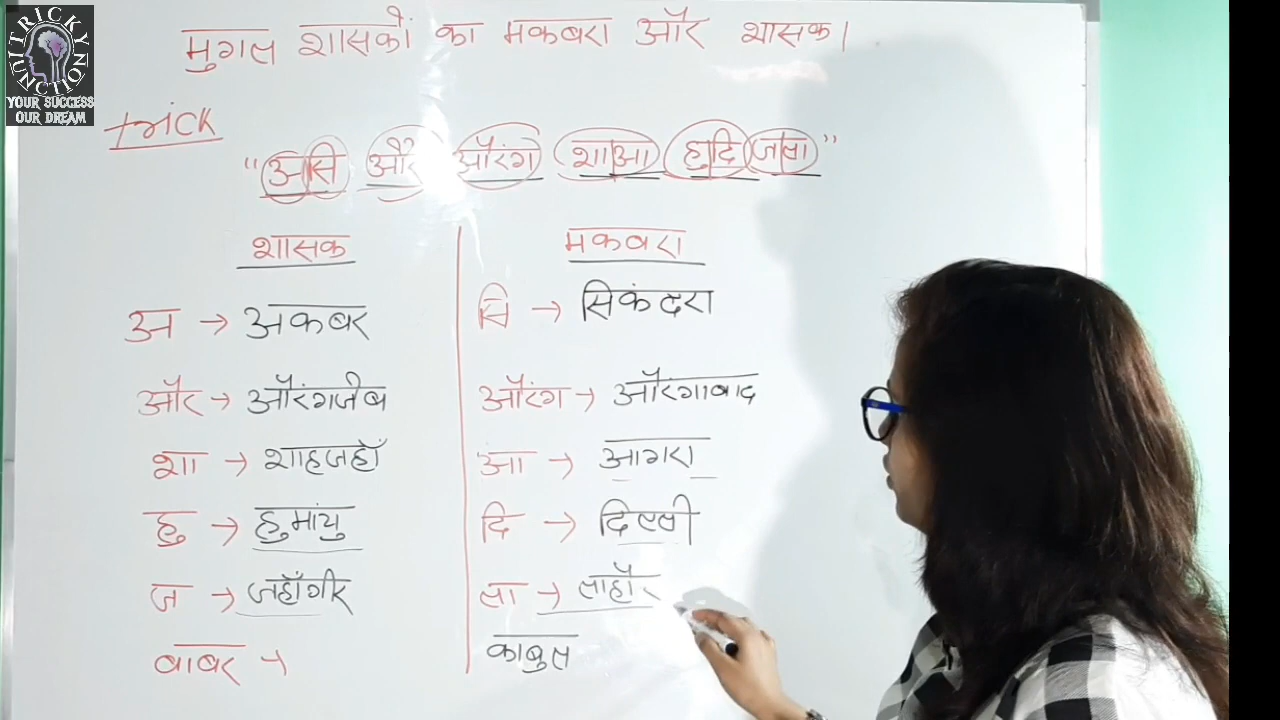 TRICK JUNCTION
YOUR SUCCESS
OUR DREAM
मुगल शासकों का मकबरा और शासक।
trick
"असि और औरंग शाआ हुदि जला"
शासक मकबरा
अ → अकबर सि → सिकंदरा
और → औरंगजेब औरंग → औरंगाबाद
शा → शाहजहाँ आ → आगरा
हु → हुमांयु दि → दिल्ली
ज → जहाँगीर ला → लाहौर
बाबर → काबुल